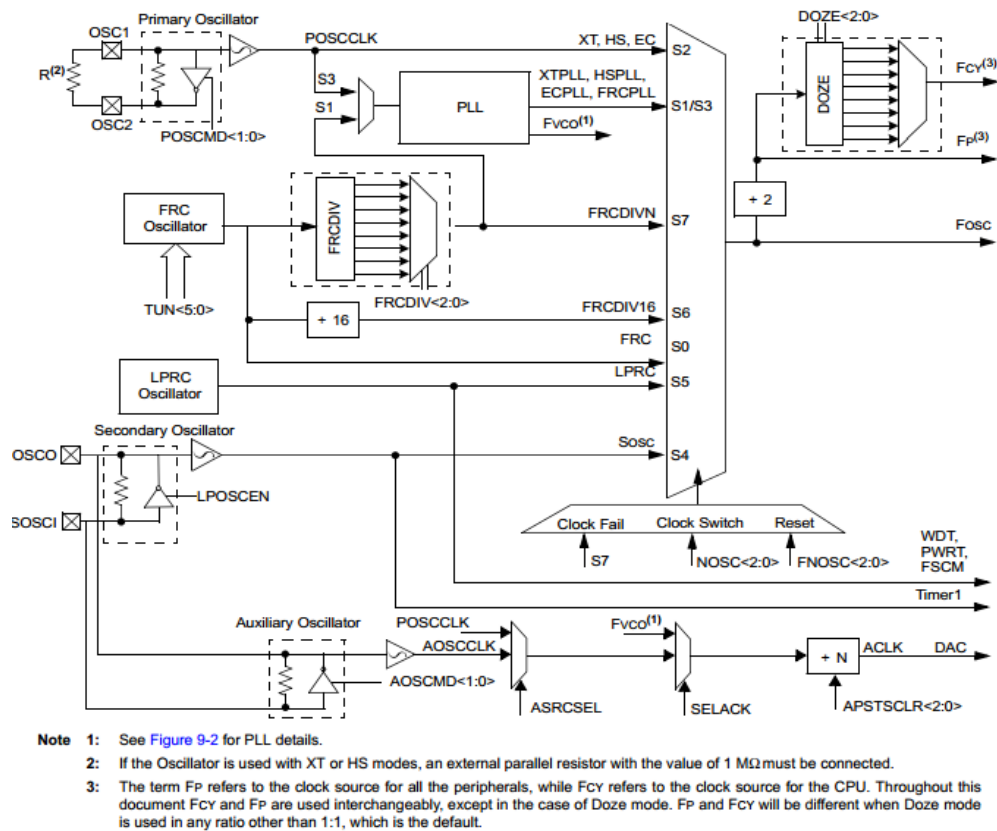 Primary Oscillator
DOZE<2:0>
OSC1
POSCCLK
XT, HS, EC
S2
R(2)
S3
XTPLL, HSPLL,
ECPLL, FRCPLL
FCY(3)
S1
PLL
S1/S3
DOZE
OSC2
POSCMD<1:0>
FVCO(1)
FP(3)
÷ 2
FRC
Oscillator
FRCDIV
FRCDIVN
S7
FOSC
TUN<5:0>
FRCDIV<2:0>
FRCDIV16
S6
÷ 16
FRC
S0
LPRC
Oscillator
LPRC
S5
Secondary Oscillator
OSCO
SOSC
S4
LPOSCEN
SOSCI
Clock Fail
Clock Switch
Reset
S7
NOSC<2:0>
FNOSC<2:0>
WDT,
PWRT,
FSCM
Timer1
Auxiliary Oscillator
POSCCLK
FVCO(1)
AOSCCLK
÷ N
ACLK
DAC
AOSCMD<1:0>
ASRCSEL
SELACK
APSTSCLR<2:0>
Note 1: See Figure 9-2 for PLL details.
2: If the Oscillator is used with XT or HS modes, an external parallel resistor with the value of 1 MΩ must be connected.
3: The term FP refers to the clock source for all the peripherals, while FCY refers to the clock source for the CPU. Throughout this
document FCY and FP are used interchangeably, except in the case of Doze mode. FP and FCY will be different when Doze mode
is used in any ratio other than 1:1, which is the default.